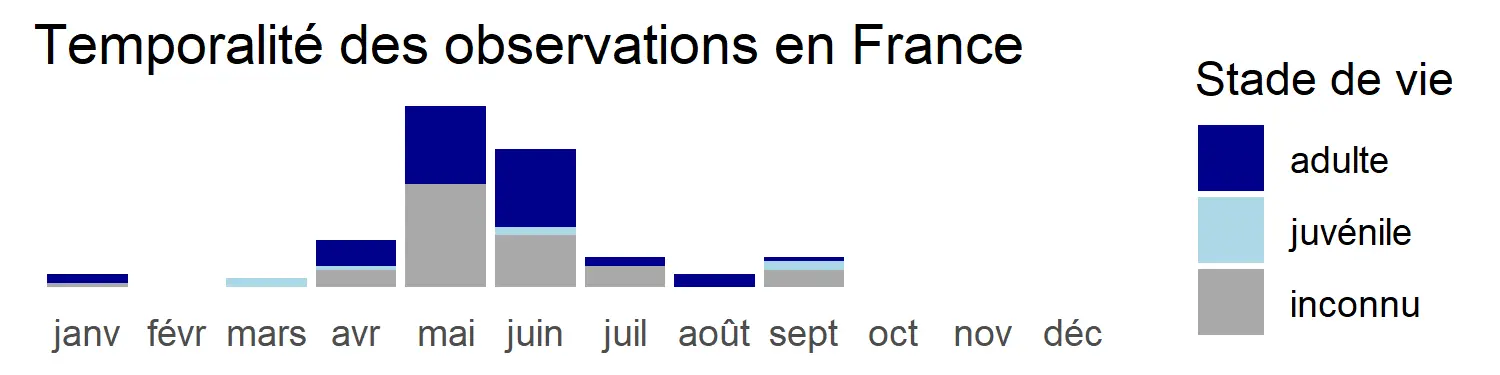 Temporalité des observations en France
Stade de vie
adulte
juvénile
inconnu
janv févr mars avr mai juin juil août sept oct nov déc